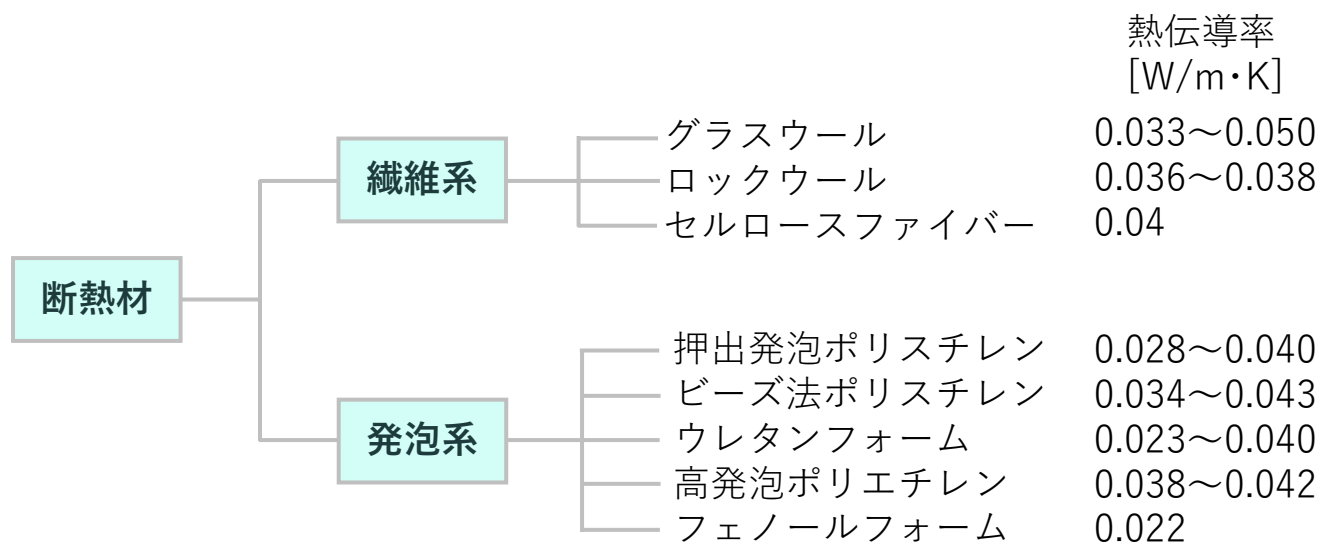 熱伝導率
[W/m・K]
グラスウール 0.033～0.050
繊維系 ロックウール 0.036～0.038
セルロースファイバー 0.04
断熱材
押出発泡ポリスチレン 0.028～0.040
ビーズ法ポリスチレン 0.034～0.043
発泡系 ウレタンフォーム 0.023～0.040
高発泡ポリエチレン 0.038～0.042
フェノールフォーム 0.022